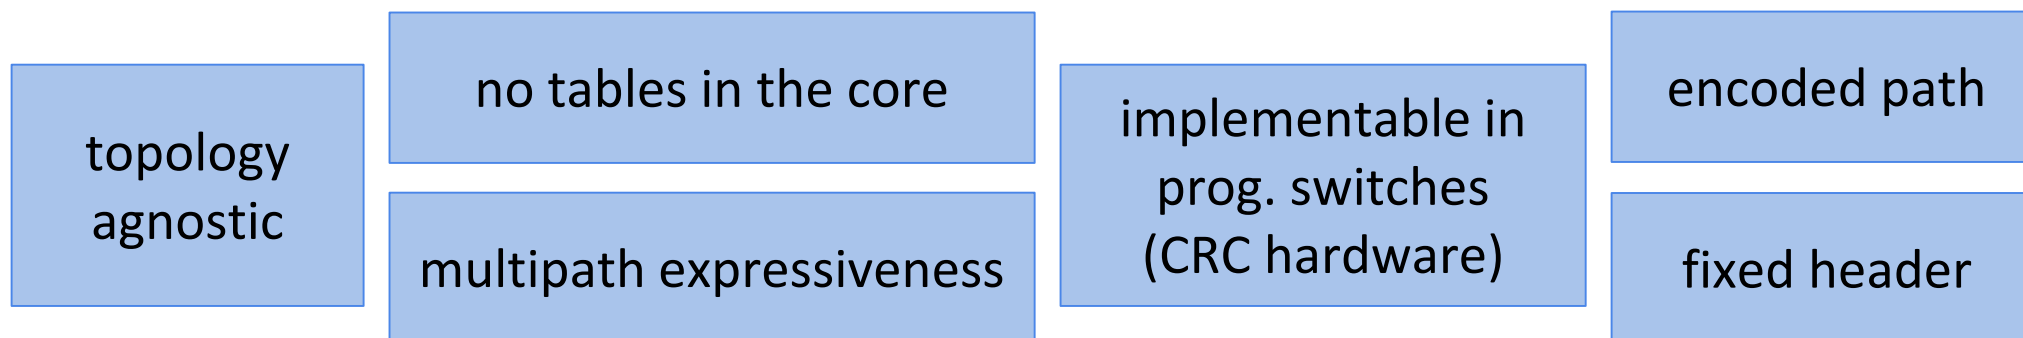 topology
agnostic
no tables in the core
multipath expressiveness
implementable in
prog. switches
(CRC hardware)
encoded path
fixed header